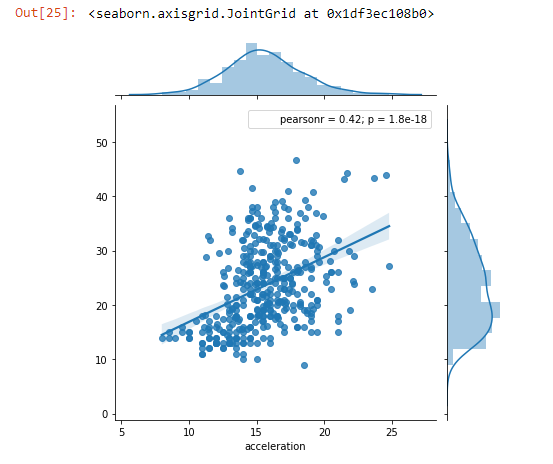 Out[25]: <seaborn.axisgrid.JointGrid at 0x1df3ec108b0>
pearsonr = 0.42; p = 1.8e-18
50
40
30
20
10
0
5 10 15 20 25
acceleration